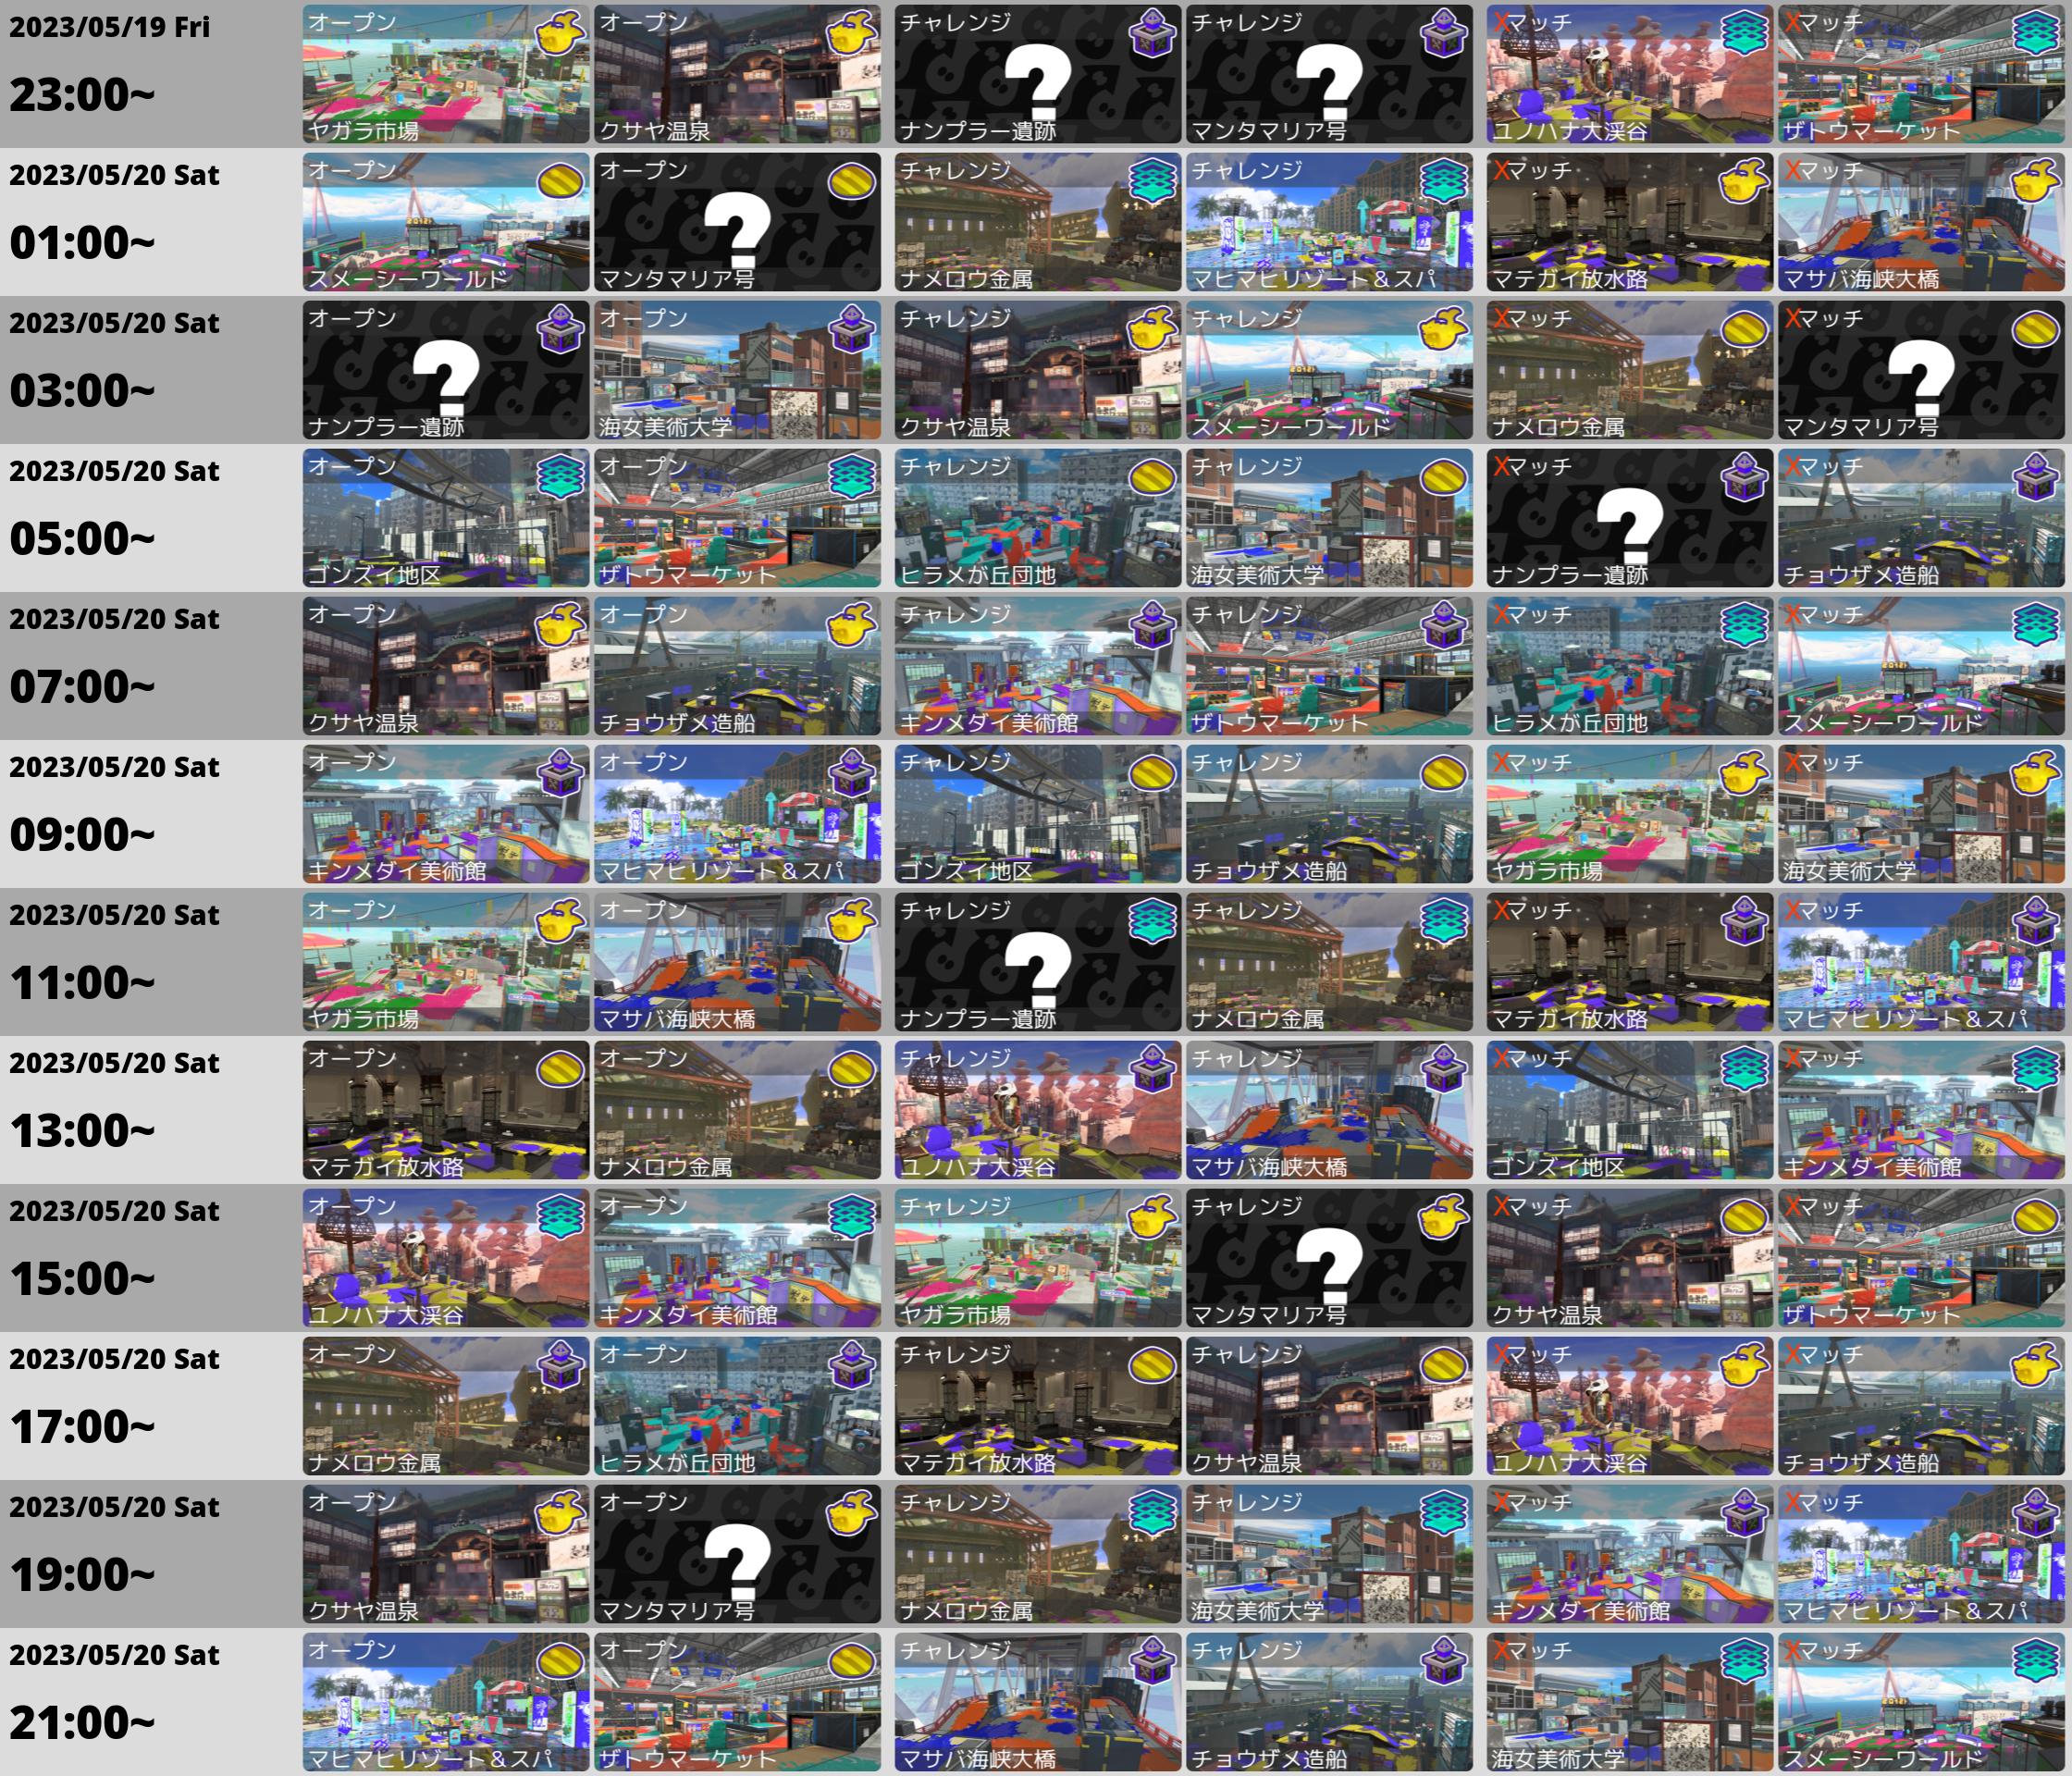 2023/05/19 Fri
23:00~
オープン
ヤガラ市場
オープン
クサヤ温泉
チャレンジ
?
ナンプラー遺跡
チャレンジ
?
マンタマリア号
Xマッチ
ユノハナ大渓谷
Xマッチ
ザトウマーケット
2023/05/20 Sat
01:00~
オープン
スメーシーワールド
オープン
?
マンタマリア号
チャレンジ
ナメロウ金属
チャレンジ
マヒマヒリゾート＆スパ
Xマッチ
マテガイ放水路
Xマッチ
マサバ海峡大橋
2023/05/20 Sat
03:00~
オープン
?
ナンプラー遺跡
オープン
海女美術大学
チャレンジ
クサヤ温泉
チャレンジ
スメーシーワールド
Xマッチ
ナメロウ金属
Xマッチ
?
マンタマリア号
2023/05/20 Sat
05:00~
オープン
ゴンズイ地区
オープン
ザトウマーケット
チャレンジ
ヒラメが丘団地
チャレンジ
海女美術大学
Xマッチ
?
ナンプラー遺跡
Xマッチ
チョウザメ造船
2023/05/20 Sat
07:00~
オープン
クサヤ温泉
オープン
チョウザメ造船
チャレンジ
キンメダイ美術館
チャレンジ
ザトウマーケット
Xマッチ
ヒラメが丘団地
Xマッチ
スメーシーワールド
2023/05/20 Sat
09:00~
オープン
キンメダイ美術館
オープン
マヒマヒリゾート＆スパ
チャレンジ
ゴンズイ地区
チャレンジ
チョウザメ造船
Xマッチ
ヤガラ市場
Xマッチ
海女美術大学
2023/05/20 Sat
11:00~
オープン
ヤガラ市場
オープン
マサバ海峡大橋
チャレンジ
?
ナンプラー遺跡
チャレンジ
ナメロウ金属
Xマッチ
マテガイ放水路
Xマッチ
マヒマヒリゾート＆スパ
2023/05/20 Sat
13:00~
オープン
マテガイ放水路
オープン
ナメロウ金属
チャレンジ
ユノハナ大渓谷
チャレンジ
マサバ海峡大橋
Xマッチ
ゴンズイ地区
Xマッチ
キンメダイ美術館
2023/05/20 Sat
15:00~
オープン
ユノハナ大渓谷
オープン
キンメダイ美術館
チャレンジ
ヤガラ市場
チャレンジ
?
マンタマリア号
Xマッチ
クサヤ温泉
Xマッチ
ザトウマーケット
2023/05/20 Sat
17:00~
オープン
ナメロウ金属
オープン
ヒラメが丘団地
チャレンジ
マテガイ放水路
チャレンジ
クサヤ温泉
Xマッチ
ユノハナ大渓谷
Xマッチ
チョウザメ造船
2023/05/20 Sat
19:00~
オープン
クサヤ温泉
オープン
?
マンタマリア号
チャレンジ
ナメロウ金属
チャレンジ
海女美術大学
Xマッチ
キンメダイ美術館
Xマッチ
マヒマヒリゾート＆スパ
2023/05/20 Sat
21:00~
オープン
マヒマヒリゾート＆スパ
オープン
ザトウマーケット
チャレンジ
マサバ海峡大橋
チャレンジ
チョウザメ造船
Xマッチ
海女美術大学
Xマッチ
スメーシーワールド